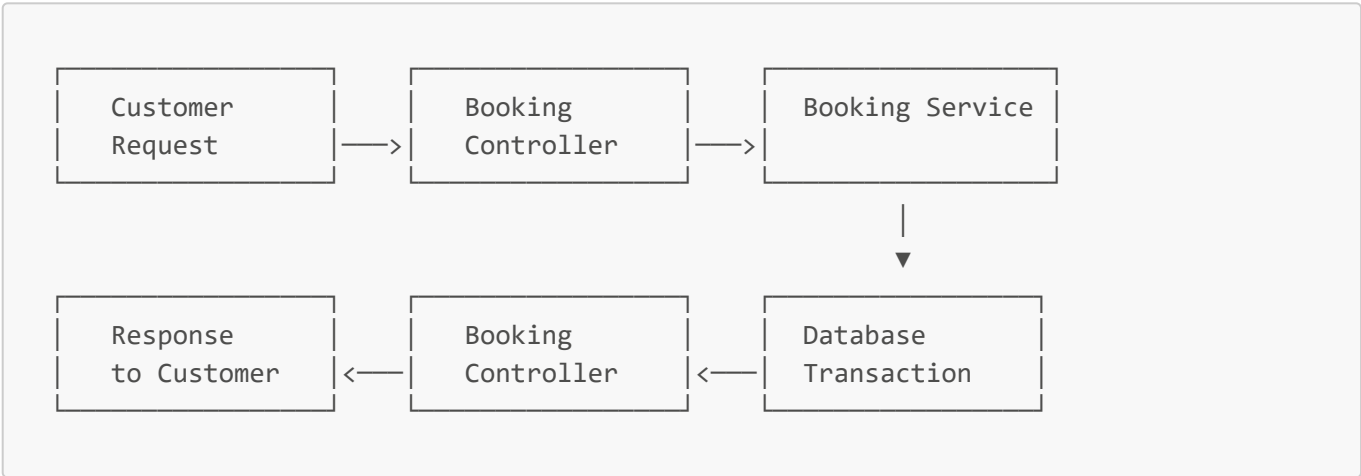 Customer Booking Booking Service
Request Controller
Response Booking Database
to Customer Controller Transaction